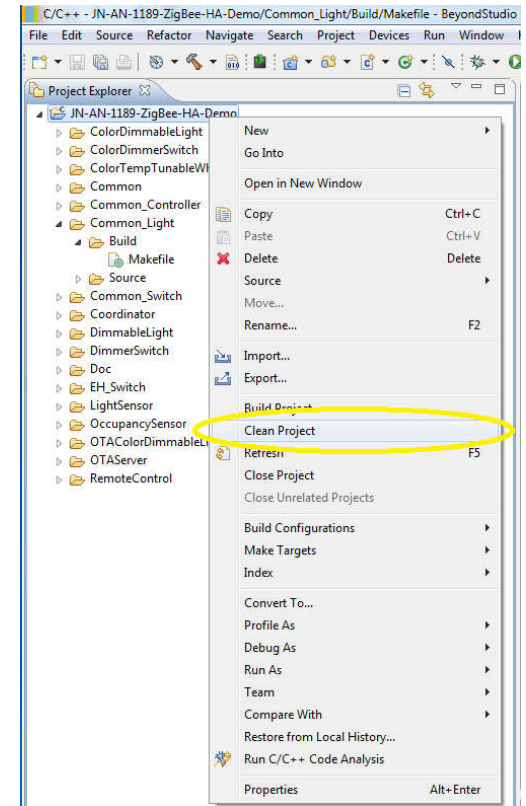 C/C++ - JN-AN-1189-ZigBee-HA-Demo/Common_Light/Build/Makefile - BeyondStudio
File Edit Source Refactor Navigate Search Project Devices Run Window
Project Explorer
JN-AN-1189-ZigBee-HA-Demo
ColorDimmableLight
ColorDimmerSwitch
ColorTempTunableWh
Common
Common_Controller
Common_Light
Build
Makefile
Source
Common_Switch
Coordinator
DimmableLight
DimmerSwitch
Doc
EH_Switch
LightSensor
OccupancySensor
OTAColorDimmableLi
OTAServer
RemoteControl
New
Go Into
Open in New Window
Copy Ctrl+C
Paste Ctrl+V
Delete Delete
Source
Move...
Rename... F2
Import...
Export...
Build Project
Clean Project
Refresh F5
Close Project
Close Unrelated Projects
Build Configurations
Make Targets
Index
Convert To...
Profile As
Debug As
Run As
Team
Compare With
Restore from Local History...
Run C/C++ Code Analysis
Properties Alt+Enter